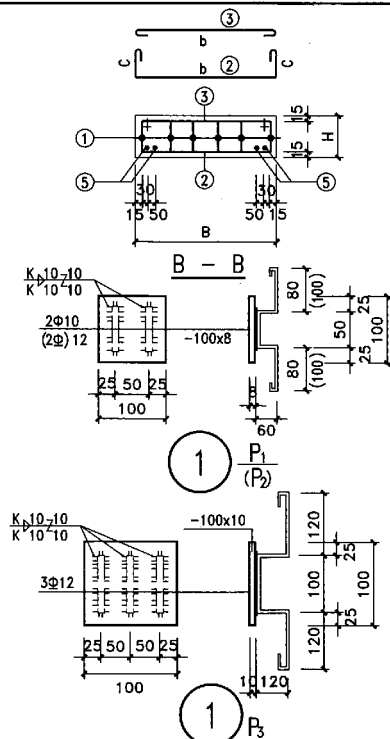 ③
b
C b ② C
③
①
15
H
15
⑤ ② ⑤
30 30
15 50 50 15
B
B – B
K 10 10
K 10 10
2Φ10
(2Φ)12
-100x8
25 50 25
100
80
(100)
25
50
100
80
(100)
25
8
60
1 P₁
(P₂)
K 10 10
K 10 10
-100x10
3Φ12
25 50 50 25
100
120
25
100
100
25
120
10 120
1 P₃